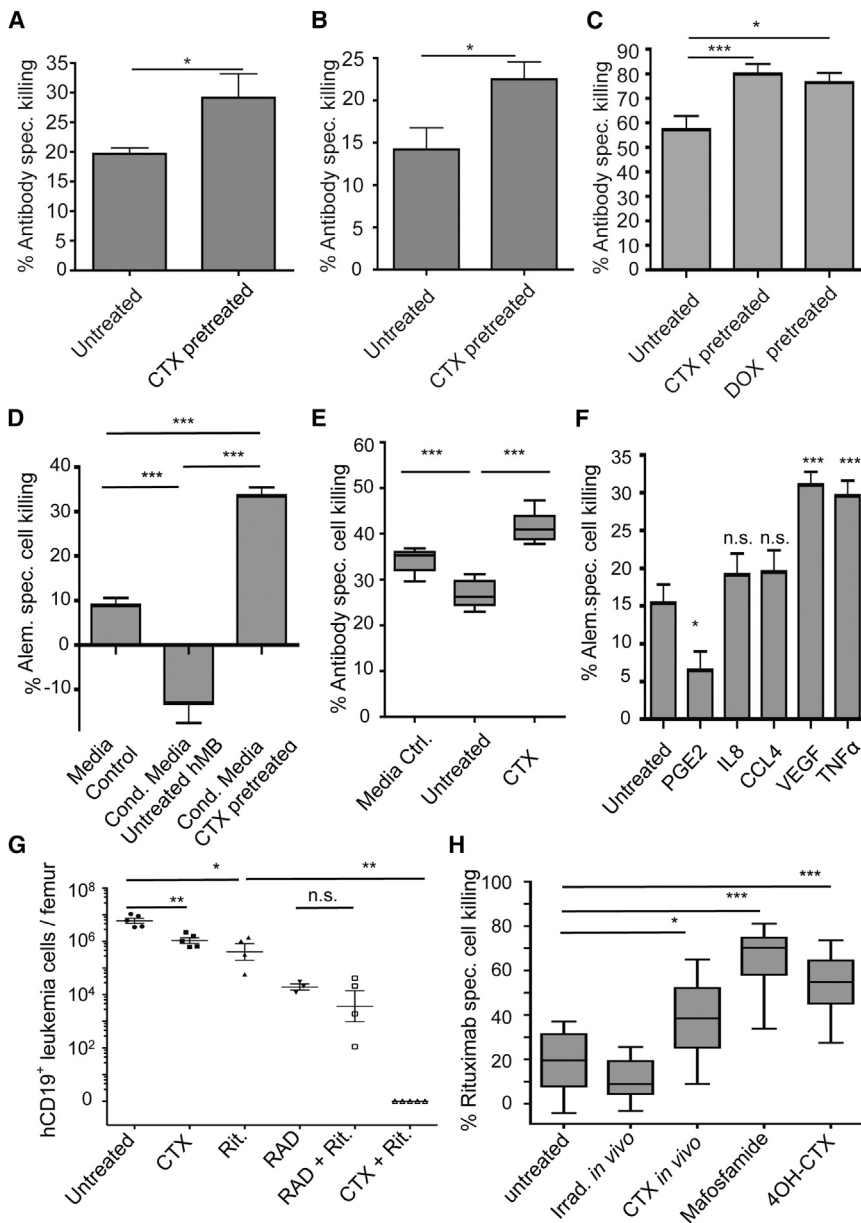 A
% Antibody spec. killing
35
30
25
20
15
10
5
0
*
Untreated
CTX pretreated
B
% Antibody spec. killing
25
20
15
10
5
0
*
Untreated
CTX pretreated
C
% Antibody spec. killing
90
80
70
60
50
40
30
20
10
0
*
***
Untreated
CTX pretreated
DOX pretreated
D
% Alem. spec. cell killing
40
30
20
10
0
-10
***
***
***
Media
Control
Cond. Media
Untreated hMB
Cond. Media
CTX pretreated
E
% Antibody spec. cell killing
60
50
40
30
20
10
0
***
***
Media Ctrl.
Untreated
CTX
F
% Alem.spec. cell killing
35
30
25
20
15
10
5
0
*
n.s.
n.s.
***
***
Untreated
PGE2
IL8
CCL4
VEGF
TNFα
G
hCD19+ leukemia cells / femur
10^8
10^6
10^4
10^2
0
*
**
**
n.s.
Untreated
CTX
Rit.
RAD
RAD + Rit.
CTX + Rit.
H
% Rituximab spec. cell killing
100
80
60
40
20
0
***
***
*
untreated
Irrad. in vivo
CTX in vivo
Mafosfamide
4OH-CTX